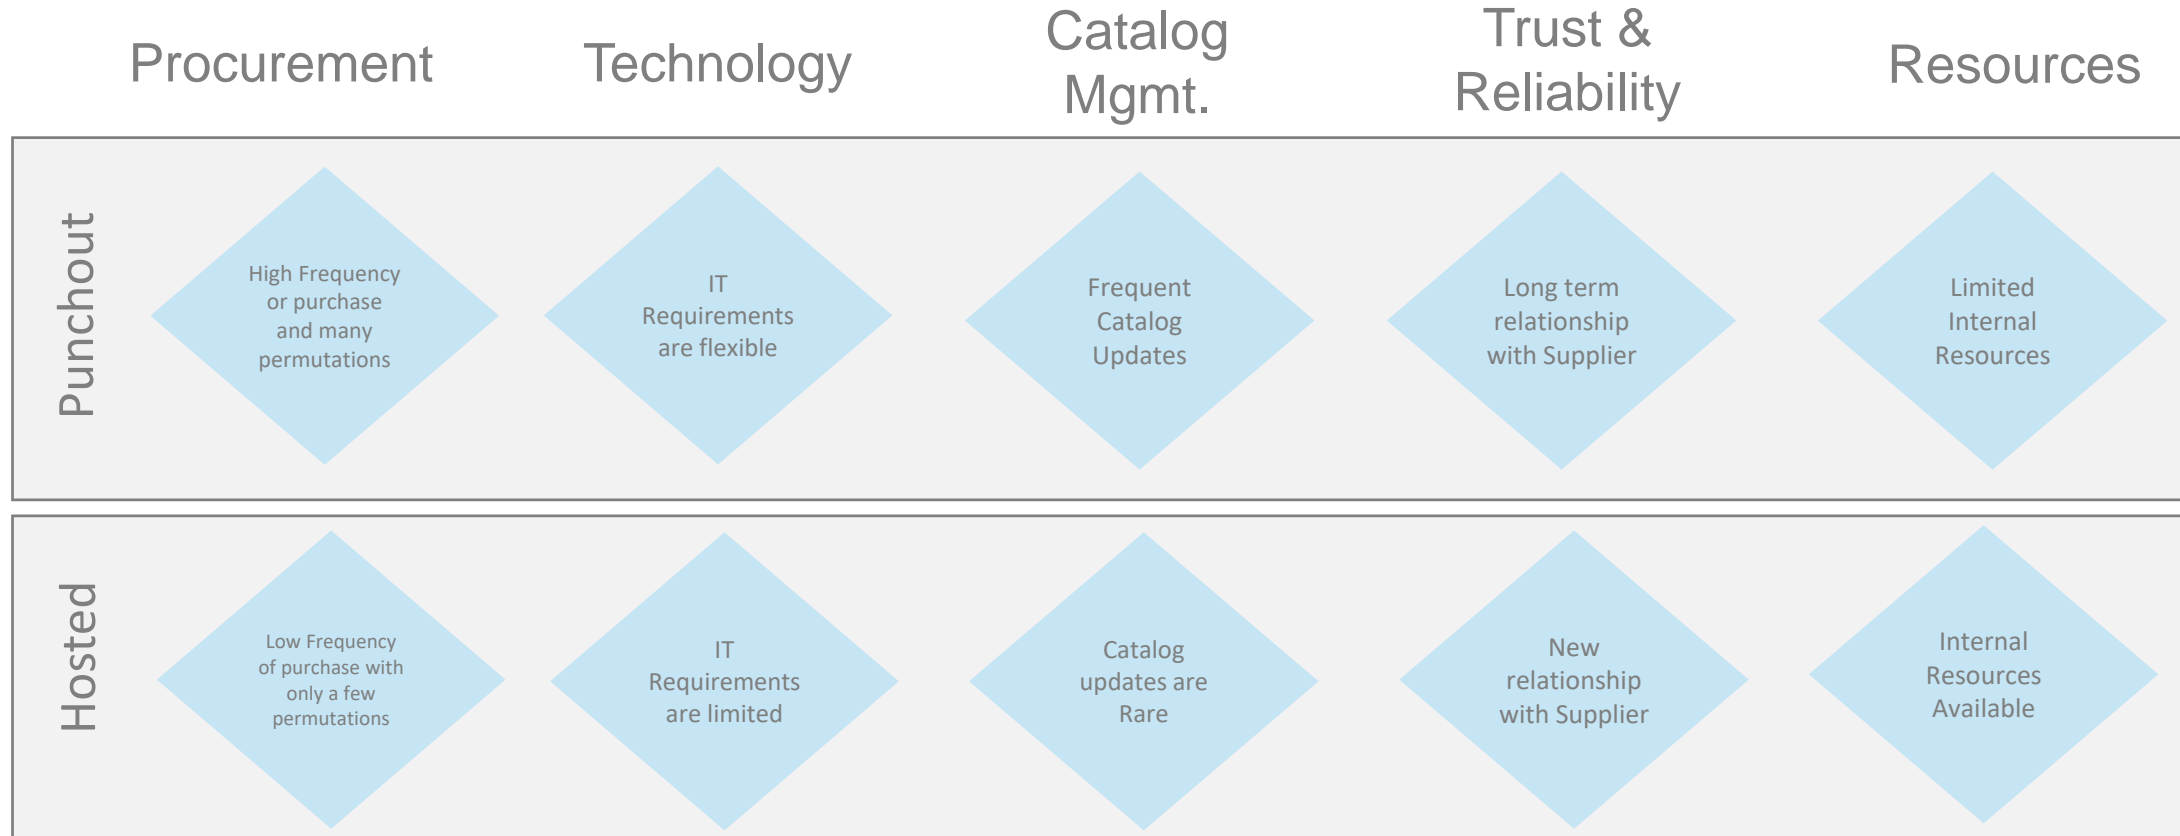 Procurement
Technology
Catalog
Mgmt.
Trust &
Reliability
Resources
Punchout
High Frequency
or purchase
and many
permutations
IT
Requirements
are flexible
Frequent
Catalog
Updates
Long term
relationship
with Supplier
Limited
Internal
Resources
Hosted
Low Frequency
of purchase with
only a few
permutations
IT
Requirements
are limited
Catalog
updates are
Rare
New
relationship
with Supplier
Internal
Resources
Available